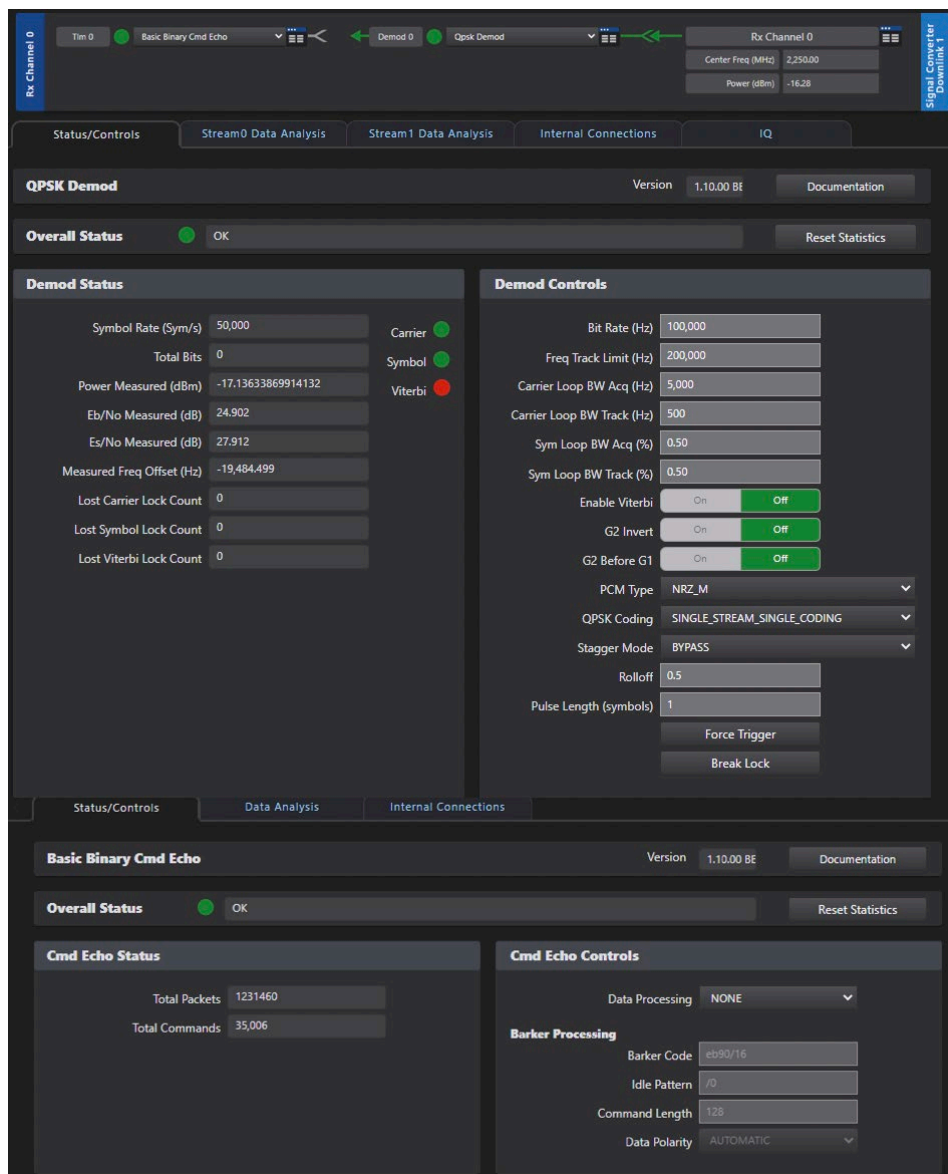 Rx Channel 0
Tlm 0 Basic Binary Cmd Echo Demod 0 Qpsk Demod Rx Channel 0
Center Freq (MHz) 2,250.00
Power (dBm) -16.28
Signal Converter
Downlink 1
Status/Controls Stream0 Data Analysis Stream1 Data Analysis Internal Connections IQ
QPSK Demod Version 1.10.00 BE Documentation
Overall Status OK Reset Statistics
Demod Status
Symbol Rate (Sym/s) 50,000 Carrier
Total Bits 0 Symbol
Power Measured (dBm) -17.13633869914132 Viterbi
Eb/No Measured (dB) 24.902
Es/No Measured (dB) 27.912
Measured Freq Offset (Hz) -19,484.499
Lost Carrier Lock Count 0
Lost Symbol Lock Count 0
Lost Viterbi Lock Count 0
Demod Controls
Bit Rate (Hz) 100,000
Freq Track Limit (Hz) 200,000
Carrier Loop BW Acq (Hz) 5,000
Carrier Loop BW Track (Hz) 500
Sym Loop BW Acq (%) 0.50
Sym Loop BW Track (%) 0.50
Enable Viterbi On Off
G2 Invert On Off
G2 Before G1 On Off
PCM Type NRZ_M
QPSK Coding SINGLE_STREAM_SINGLE_CODING
Stagger Mode BYPASS
Rolloff 0.5
Pulse Length (symbols) 1
Force Trigger
Break Lock
Status/Controls Data Analysis Internal Connections
Basic Binary Cmd Echo Version 1.10.00 BE Documentation
Overall Status OK Reset Statistics
Cmd Echo Status
Total Packets 1231460
Total Commands 35,006
Cmd Echo Controls
Data Processing NONE
Barker Processing
Barker Code eb90/16
Idle Pattern /0
Command Length 128
Data Polarity AUTOMATIC